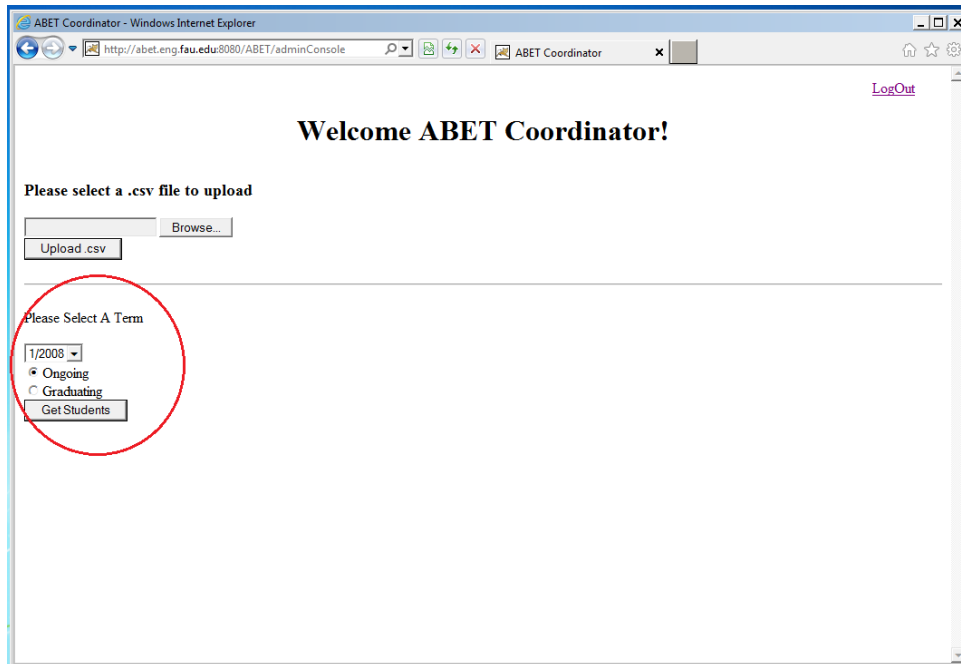 ABET Coordinator - Windows Internet Explorer
http://abet.eng.fau.edu:8080/ABET/adminConsole
ABET Coordinator
LogOut
Welcome ABET Coordinator!
Please select a .csv file to upload
Browse...
Upload .csv
Please Select A Term
1/2008
Ongoing
Graduating
Get Students